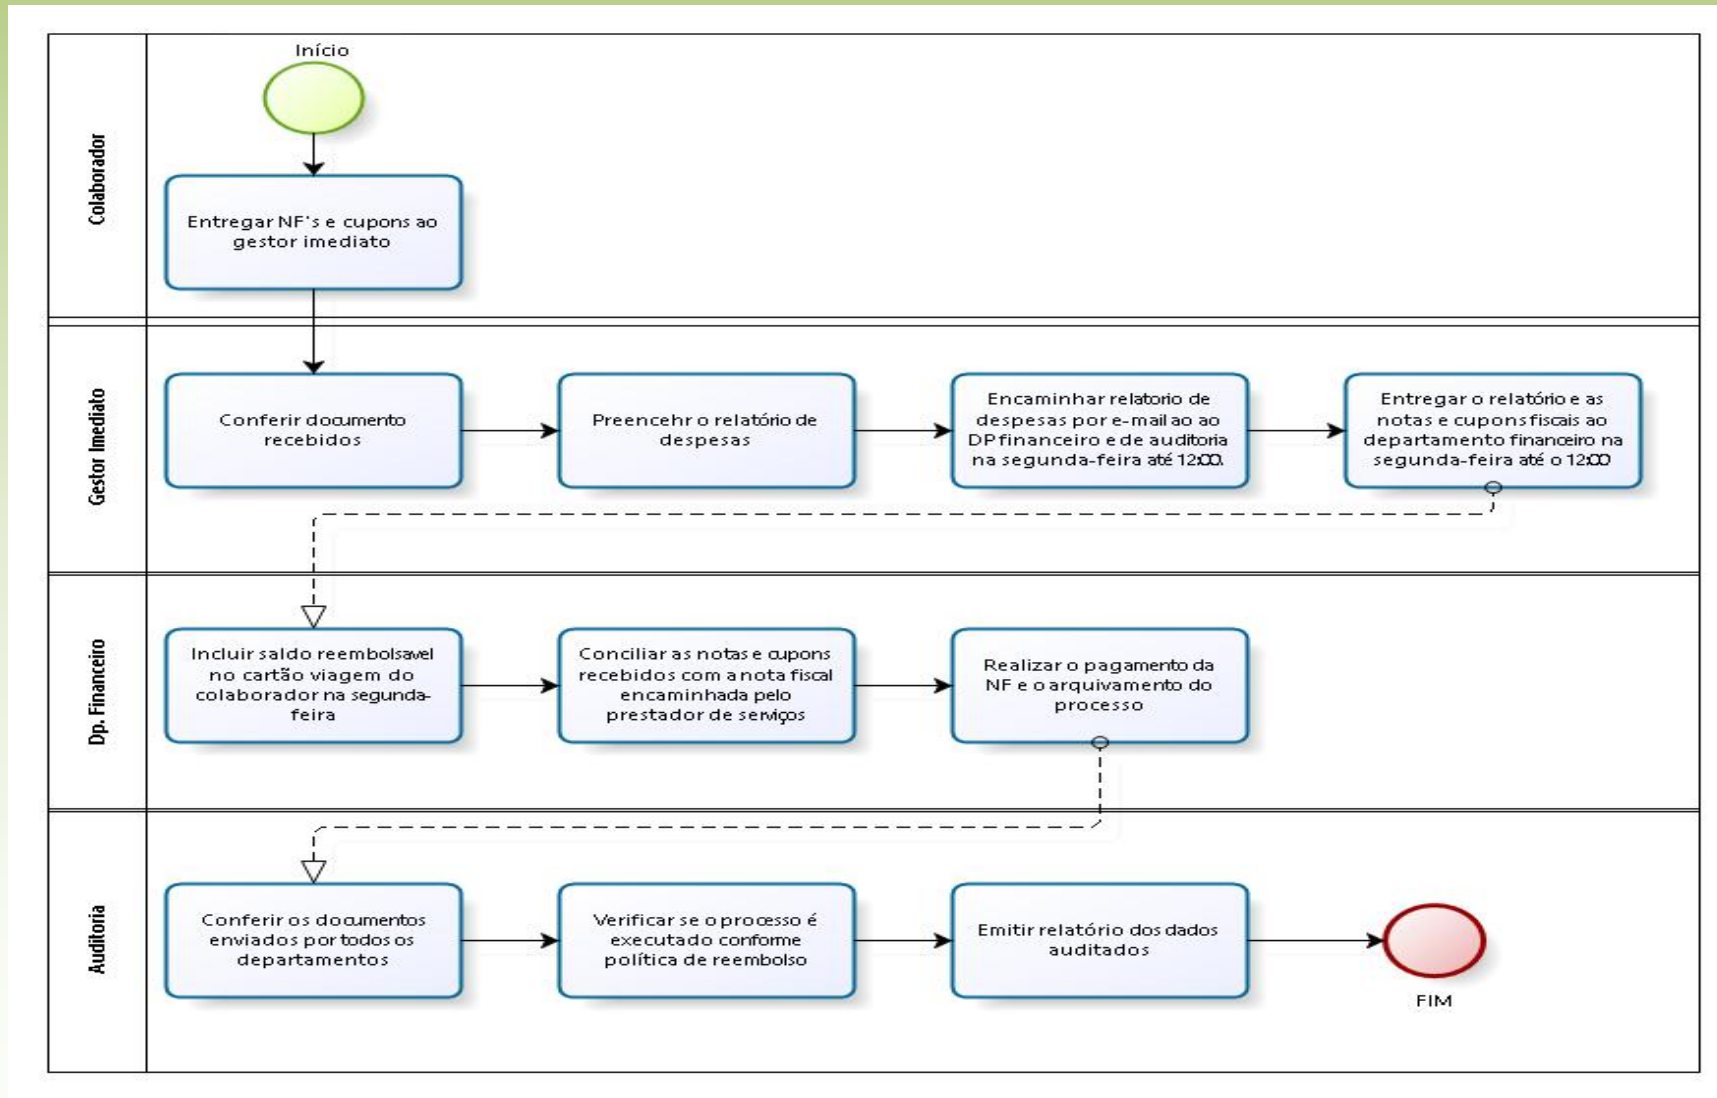 Início
Colaborador
Entregar NF's e cupons ao
gestor imediato
Gestor Imediato
Conferir documento
recebidos
Preencehr o relatório de
despesas
Encaminhar relatorio de
despesas por e-mail ao ao
DP financeiro e de auditoria
na segunda-feira até 12:00.
Entregar o relatório e as
notas e cupons fiscais ao
departamento financeiro na
segunda-feira até o 12:00
Dp. Financeiro
Incluir saldo reembolsavel
no cartão viagem do
colaborador na segunda-
feira
Conciliar as notas e cupons
recebidos com a nota fiscal
encaminhada pelo
prestador de serviços
Realizar o pagamento da
NF e o arquivamento do
processo
Auditoria
Conferir os documentos
enviados por todos os
departamentos
Verificar se o processo é
executado conforme
política de reembolso
Emitir relatório dos dados
auditados
FIM